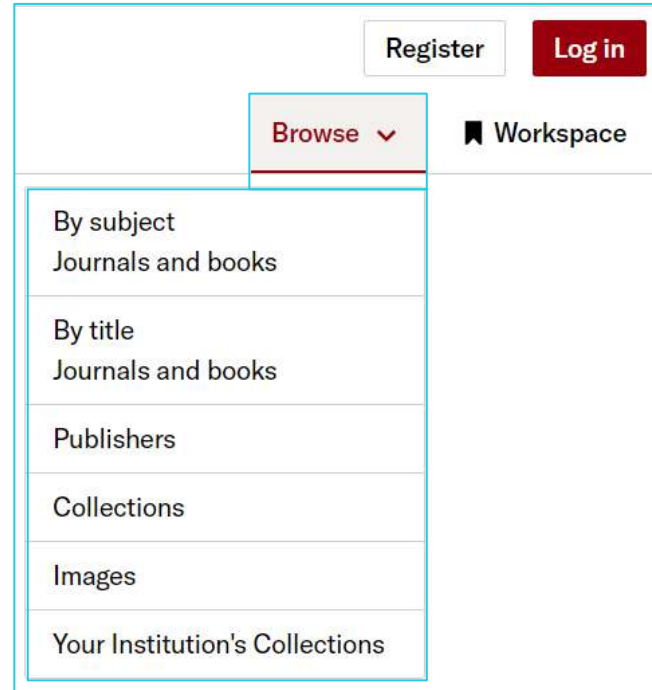 Register Log in
Browse Workspace
By subject
Journals and books
By title
Journals and books
Publishers
Collections
Images
Your Institution's Collections